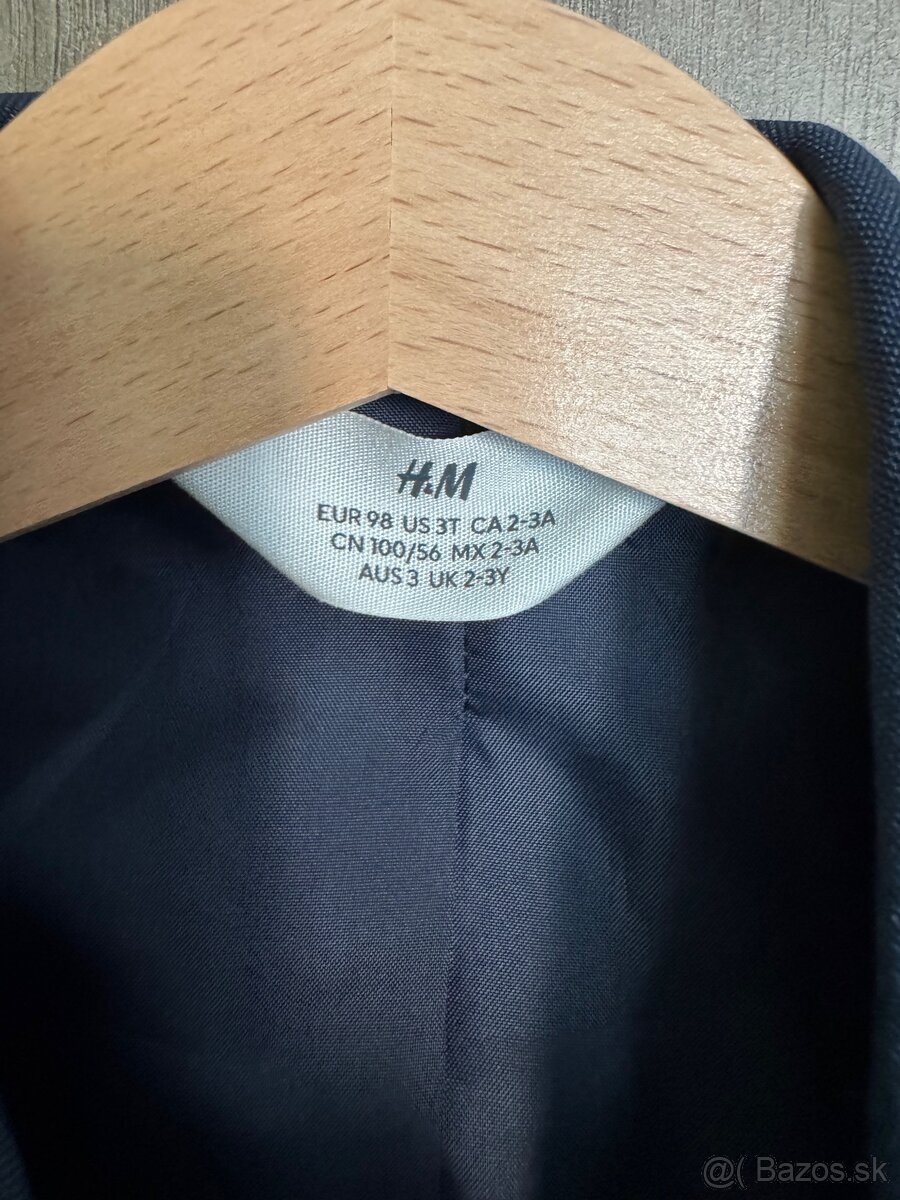 H&M
EUR 98 US 3T CA 2-3A
CN 100/56 MX 2-3A
AUS 3 UK 2-3Y
@( Bazos.sk